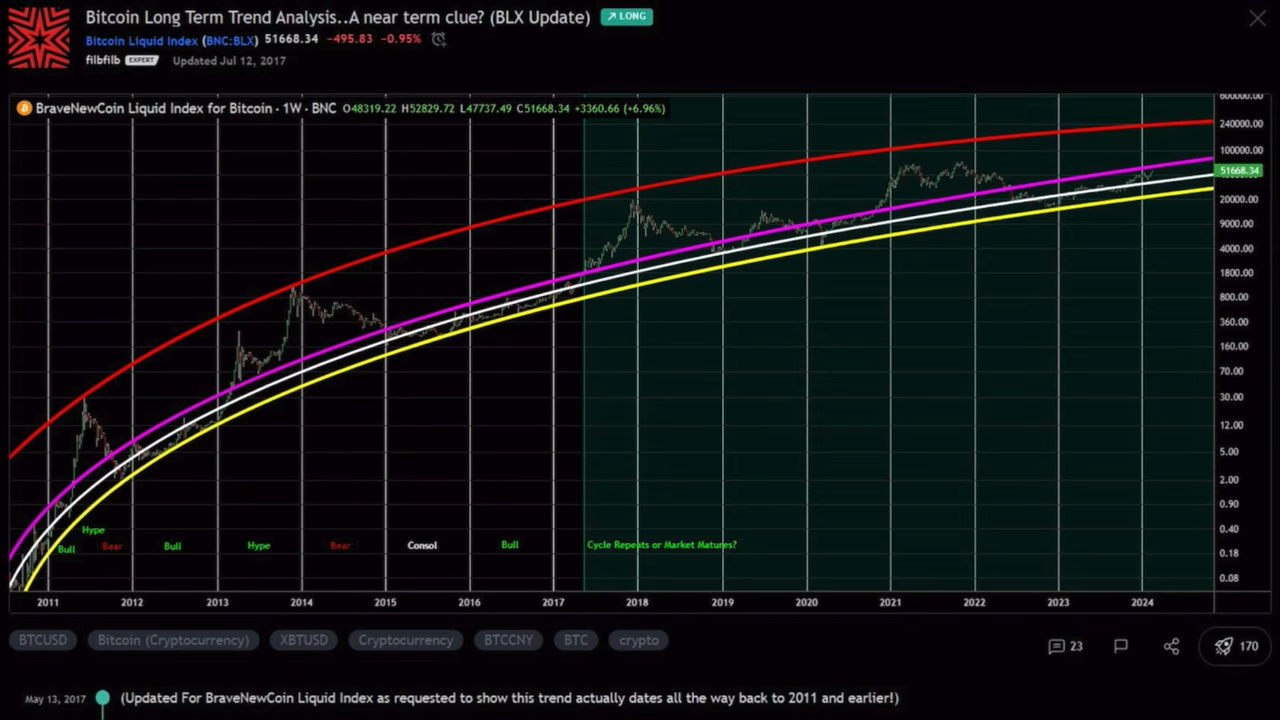 Bitcoin Long Term Trend Analysis..A near term clue? (BLX Update) LONG
Bitcoin Liquid Index (BNC:BLX) 51668.34 −495.83 −0.95%
filbfilb EXPERT Updated Jul 12, 2017
BraveNewCoin Liquid Index for Bitcoin · 1W · BNC O48319.22 H52829.72 L47737.49 C51668.34 +3360.66 (+6.96%)
600000.00
240000.00
100000.00
51668.34
20000.00
9000.00
4000.00
1800.00
800.00
360.00
160.00
70.00
30.00
12.00
5.00
2.00
0.90
0.40
0.18
0.08
Hype
Bull Bear Bull Hype Bear Consol Bull Cycle Repeats or Market Matures?
2011 2012 2013 2014 2015 2016 2017 2018 2019 2020 2021 2022 2023 2024
BTCUSD Bitcoin (Cryptocurrency) XBTUSD Cryptocurrency BTCCNY BTC crypto 23 170
May 13, 2017 (Updated For BraveNewCoin Liquid Index as requested to show this trend actually dates all the way back to 2011 and earlier!)